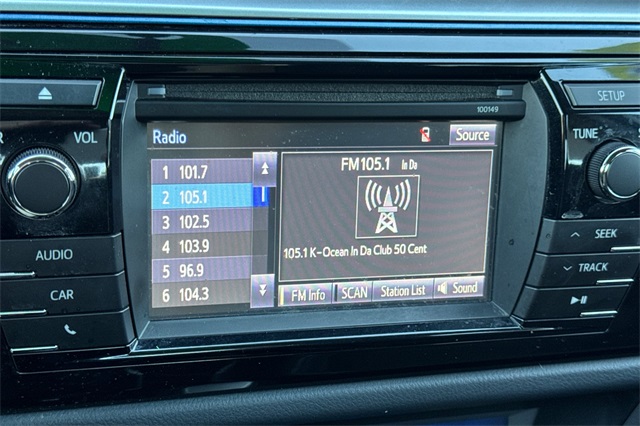 100149
SETUP
VOL
TUNE
Radio
Source
1 101.7
2 105.1
3 102.5
4 103.9
5 96.9
6 104.3
FM105.1 In Da
105.1 K-Ocean In Da Club 50 Cent
FM Info SCAN Station List Sound
AUDIO
CAR
SEEK
TRACK